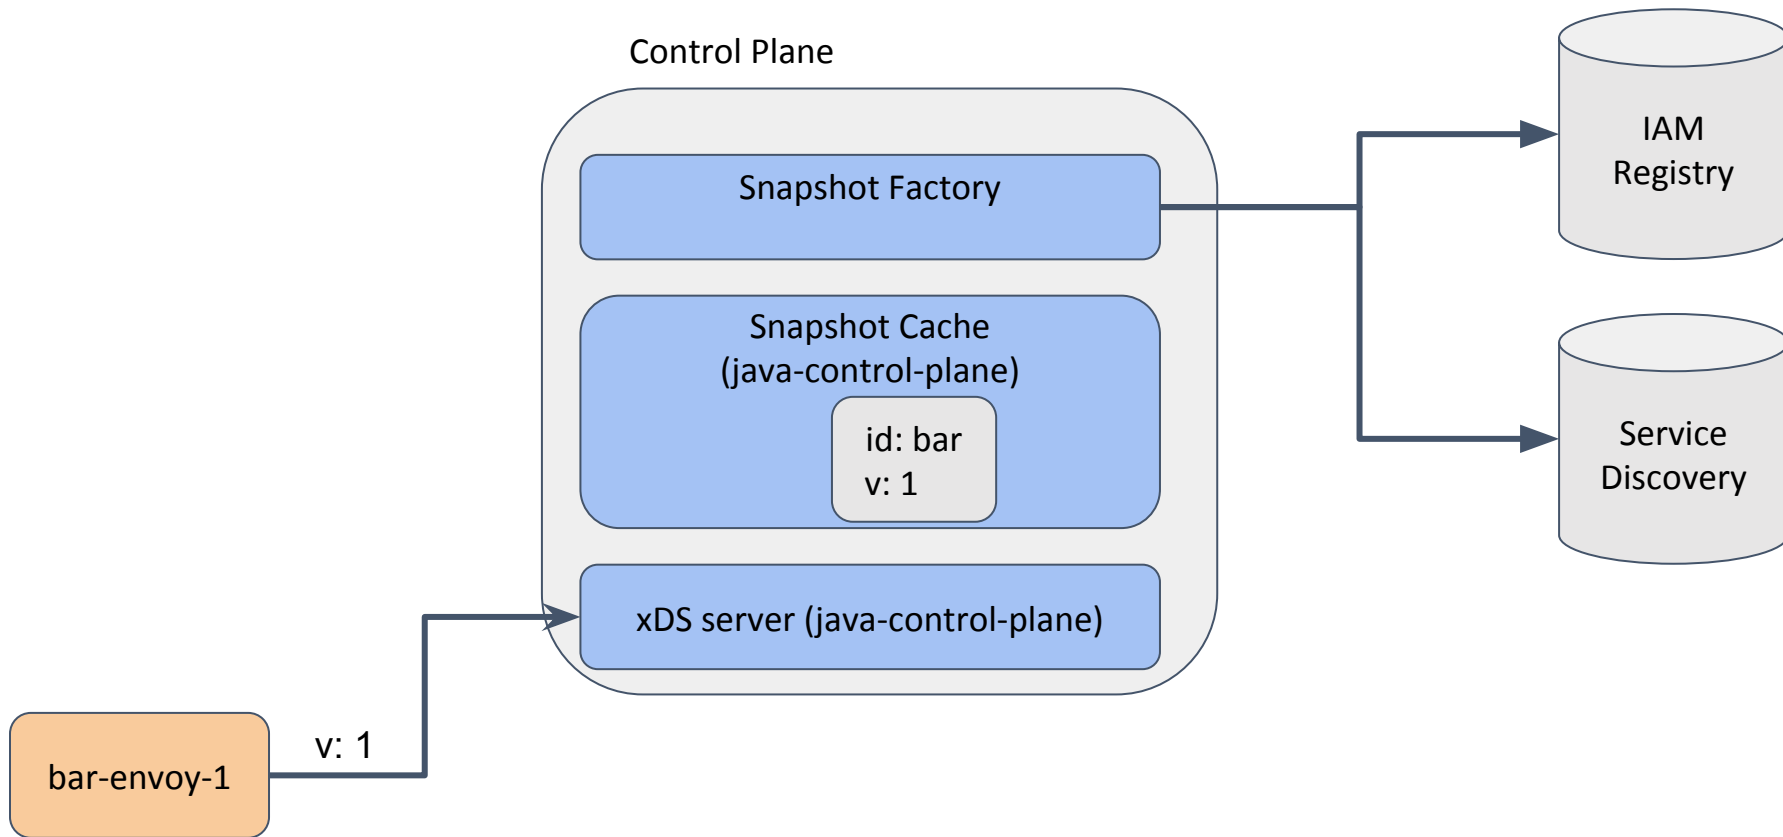 Control Plane
Snapshot Factory
Snapshot Cache
(java-control-plane)
id: bar
v: 1
xDS server (java-control-plane)
IAM
Registry
Service
Discovery
v: 1
bar-envoy-1